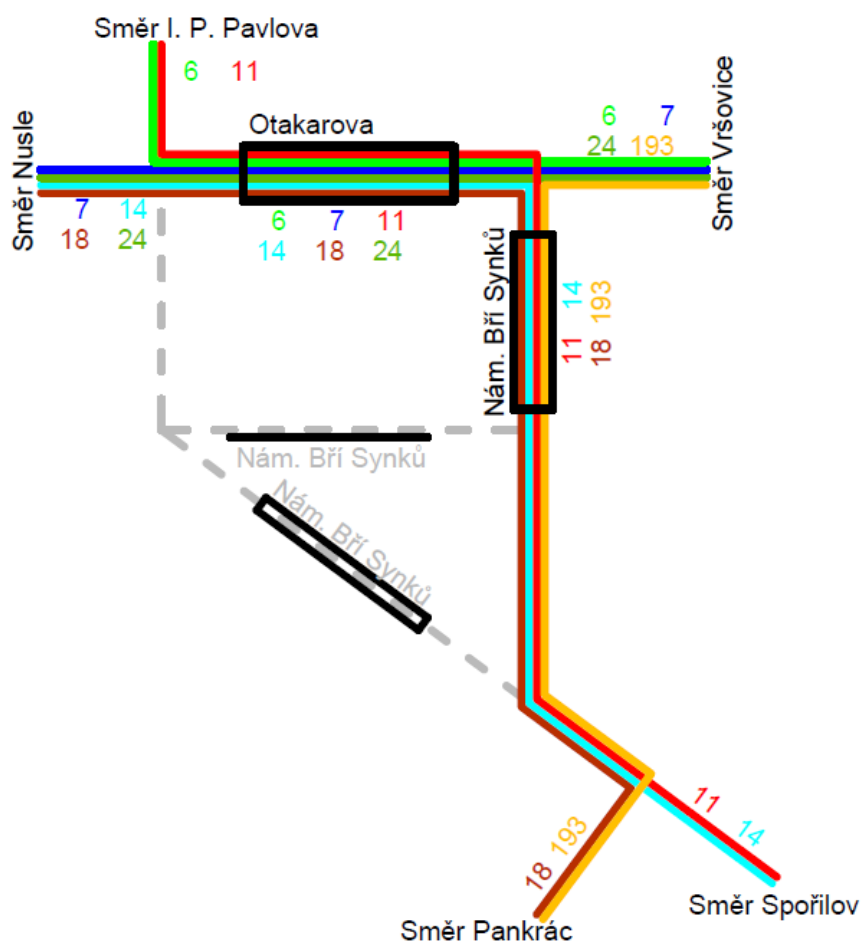 Směr I. P. Pavlova
6 11
Směr Nusle
Otakarova
6 7
24 193
Směr Vršovice
7 14
18 24
6 7 11
14 18 24
Nám. Bří Synků
14 193
11 18
Nám. Bří Synků
Nám. Bří Synků
11 14
18 193
Směr Spořilov
Směr Pankrác